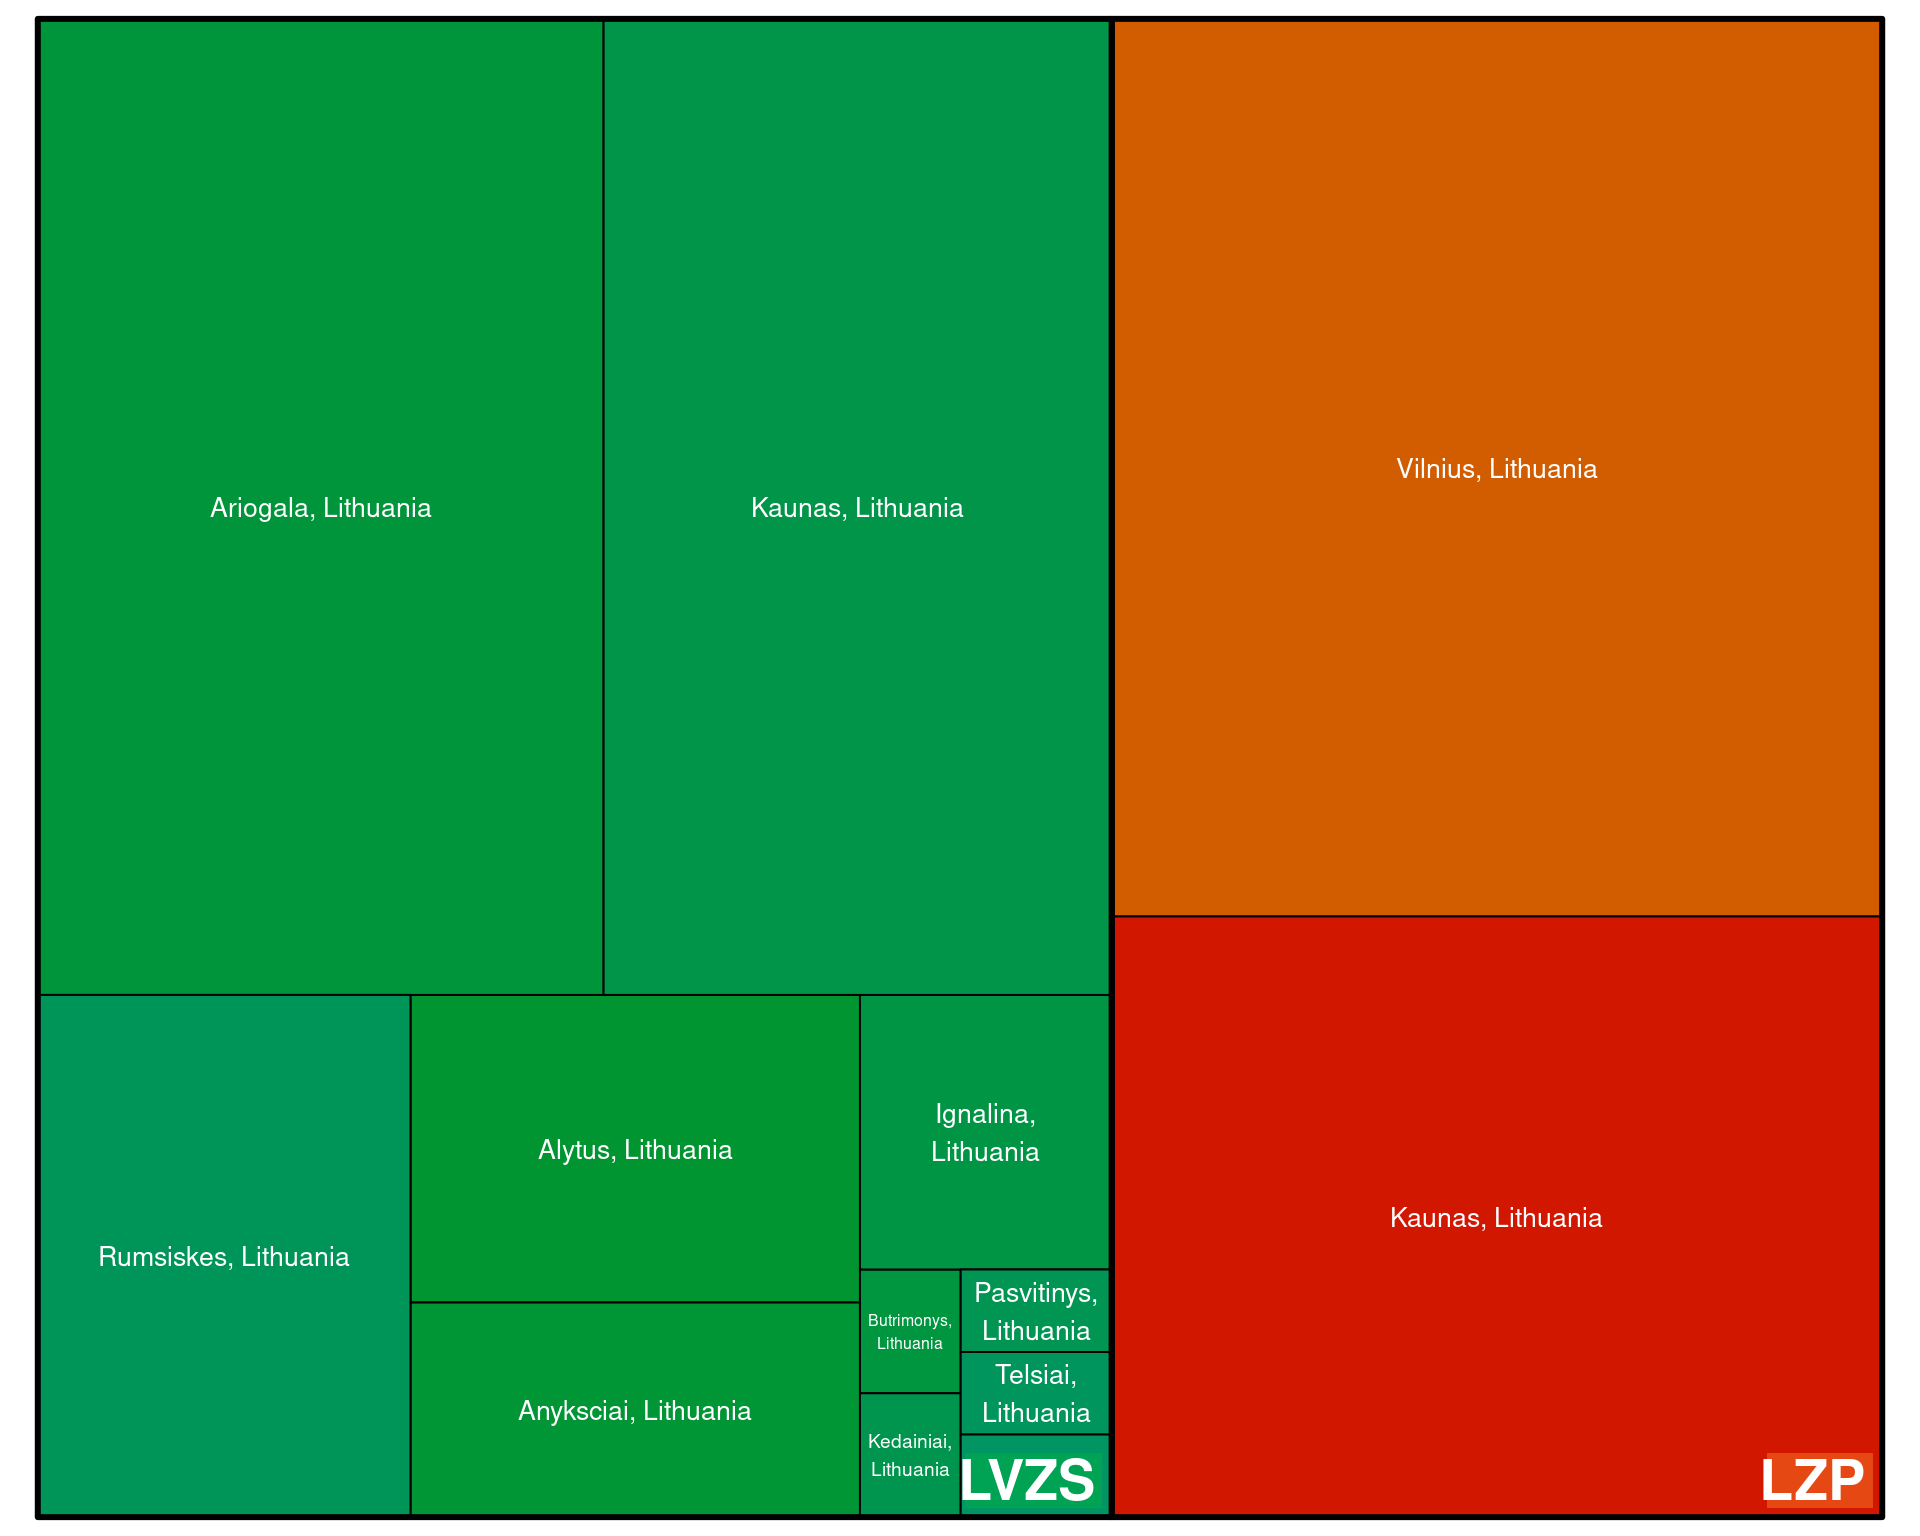 Ariogala, Lithuania
Kaunas, Lithuania
Vilnius, Lithuania
Rumsiskes, Lithuania
Alytus, Lithuania
Anyksciai, Lithuania
Ignalina,
Lithuania
Butrimonys,
Lithuania
Kedainiai,
Lithuania
Pasvitinys,
Lithuania
Telsiai,
Lithuania
LVZS
Kaunas, Lithuania
LZP